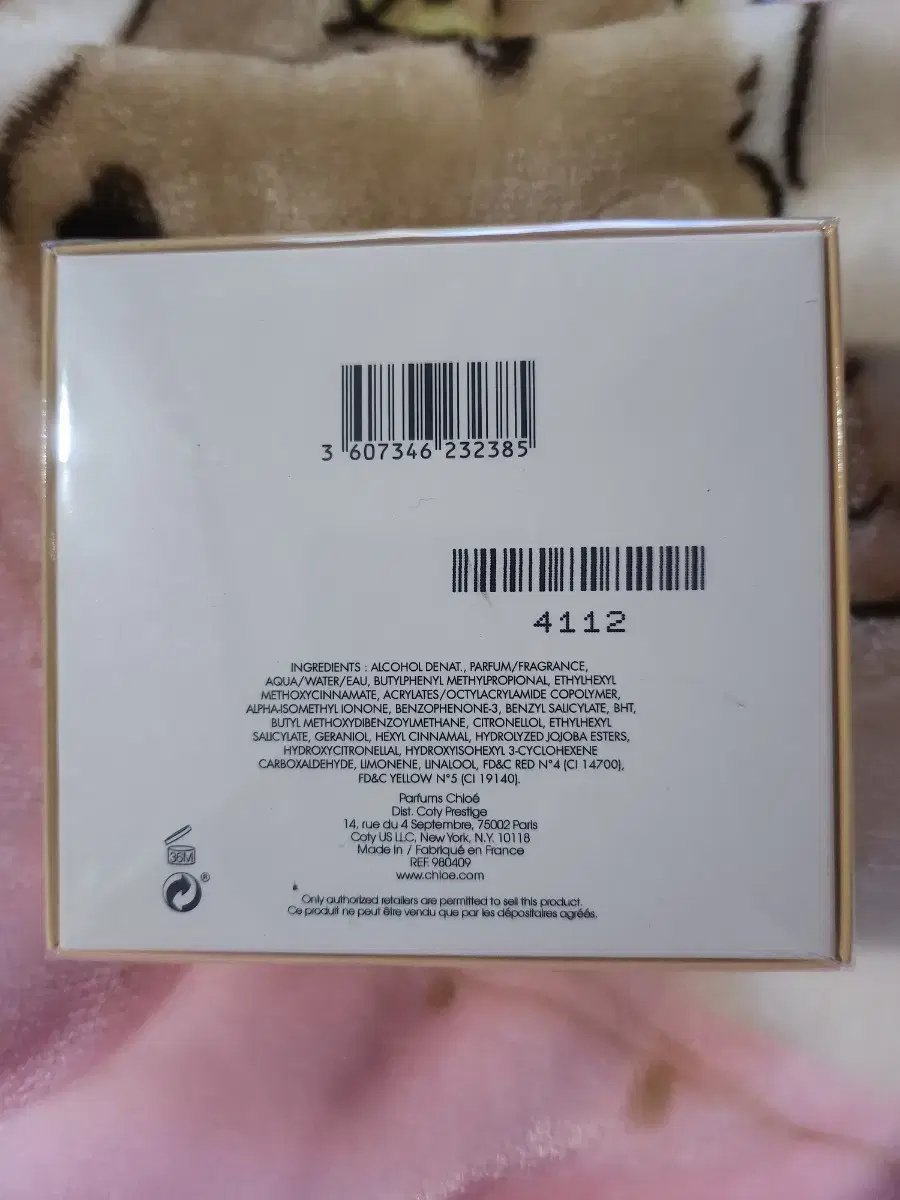 3 607346 232385
4112
INGREDIENTS : ALCOHOL DENAT., PARFUM/FRAGRANCE,
AQUA/WATER/EAU, BUTYLPHENYL METHYLPROPIONAL, ETHYLHEXYL
METHOXYCINNAMATE, ACRYLATES/OCTYLACRYLAMIDE COPOLYMER,
ALPHA-ISOMETHYL IONONE, BENZOPHENONE-3, BENZYL SALICYLATE, BHT,
BUTYL METHOXYDIBENZOYLMETHANE, CITRONELLOL, ETHYLHEXYL
SALICYLATE, GERANIOL, HEXYL CINNAMAL, HYDROLYZED JOJOBA ESTERS,
HYDROXYCITRONELLAL, HYDROXYISOHEXYL 3-CYCLOHEXENE
CARBOXALDEHYDE, LIMONENE, LINALOOL, FD&C RED N°4 (CI 14700),
FD&C YELLOW N°5 (CI 19140).
Parfums Chloé
Dist. Coty Prestige
14, rue du 4 Septembre, 75002 Paris
Coty US LLC, New York, N.Y. 10118
Made in / Fabriqué en France
REF. 980409
www.chloe.com
36M
®
Only authorized retailers are permitted to sell this product.
Ce produit ne peut être vendu que par les dépositaires agréés.